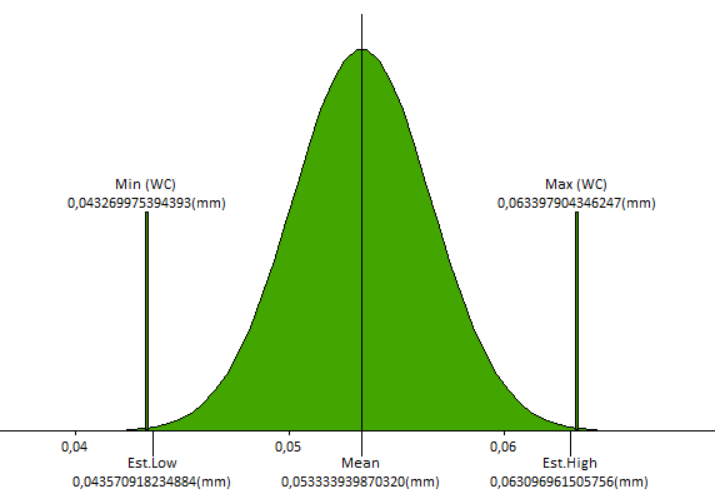 Min (WC)
0,043269975394393(mm)
Max (WC)
0,063397904346247(mm)
0,04
0,05
0,06
Est.Low
0,043570918234884(mm)
Mean
0,053333939870320(mm)
Est.High
0,063096961505756(mm)